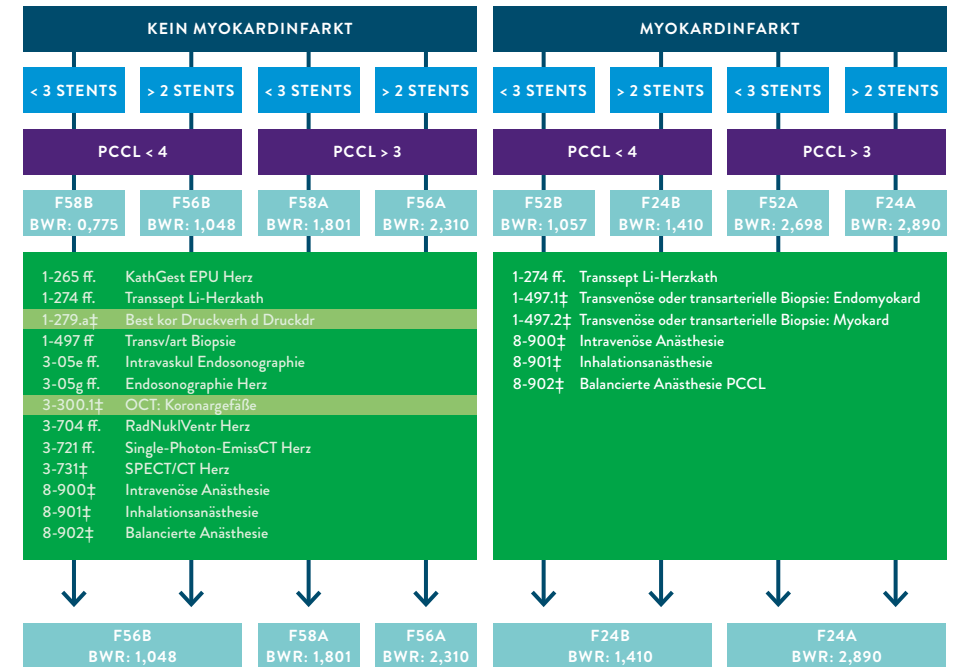 KEIN MYOKARDINFARKT
< 3 STENTS
> 2 STENTS
< 3 STENTS
> 2 STENTS
PCCL < 4
PCCL > 3
F58B
BWR: 0,775
F56B
BWR: 1,048
F58A
BWR: 1,801
F56A
BWR: 2,310
1-265 ff. KathGest EPU Herz
1-274 ff. Transsept Li-Herzkath
1-279.a‡ Best kor Druckverh d Druckdr
1-497 ff Transv/art Biopsie
3-05e ff. Intravaskul Endosonographie
3-05g ff. Endosonographie Herz
3-300.1‡ OCT: Koronargefäße
3-704 ff. RadNuklVentr Herz
3-721 ff. Single-Photon-EmissCT Herz
3-731‡ SPECT/CT Herz
8-900‡ Intravenöse Anästhesie
8-901‡ Inhalationsanästhesie
8-902‡ Balancierte Anästhesie
F56B
BWR: 1,048
F58A
BWR: 1,801
F56A
BWR: 2,310
MYOKARDINFARKT
< 3 STENTS
> 2 STENTS
< 3 STENTS
> 2 STENTS
PCCL < 4
PCCL > 3
F52B
BWR: 1,057
F24B
BWR: 1,410
F52A
BWR: 2,698
F24A
BWR: 2,890
1-274 ff. Transsept Li-Herzkath
1-497.1‡ Transvenöse oder transarterielle Biopsie: Endomyokard
1-497.2‡ Transvenöse oder transarterielle Biopsie: Myokard
8-900‡ Intravenöse Anästhesie
8-901‡ Inhalationsanästhesie
8-902‡ Balancierte Anästhesie PCCL
F24B
BWR: 1,410
F24A
BWR: 2,890